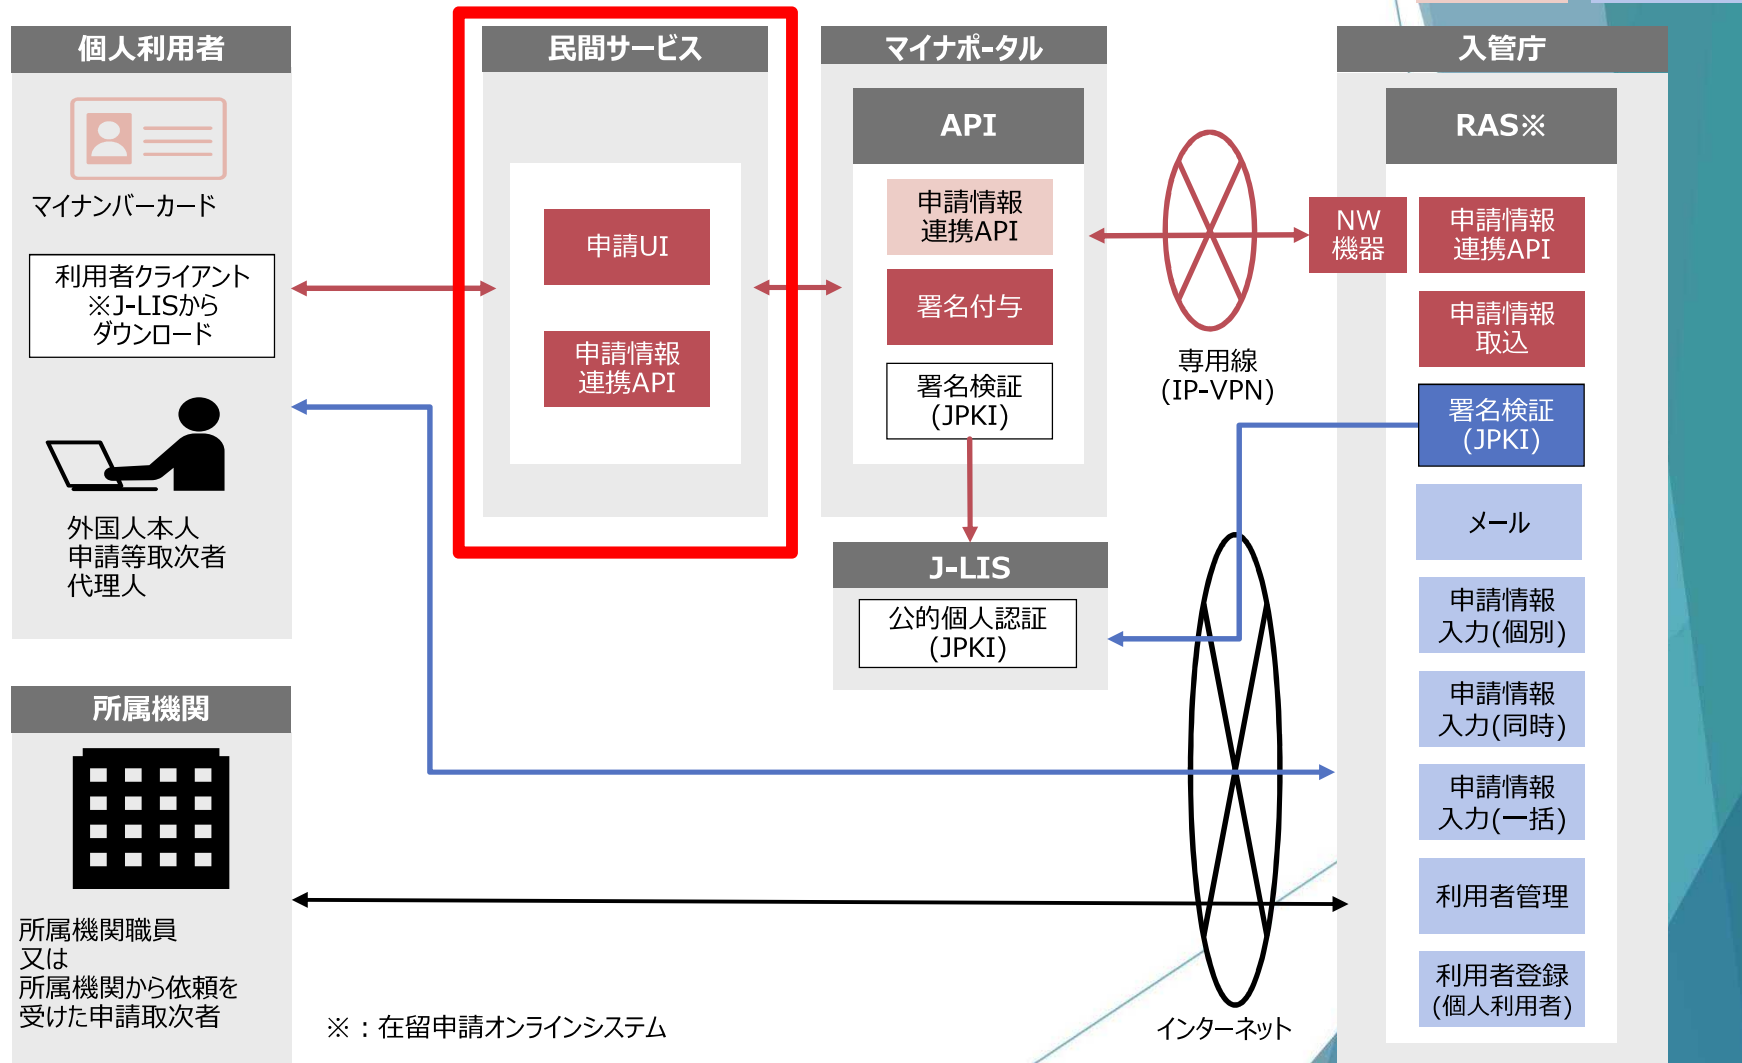 個人利用者
マイナンバーカード
利用者クライアント
※J-LISから
ダウンロード
外国人本人
申請等取次者
代理人
所属機関
所属機関職員
又は
所属機関から依頼を
受けた申請取次者
民間サービス
申請UI
申請情報
連携API
マイナポータル
API
申請情報
連携API
署名付与
署名検証
(JPKI)
J-LIS
公的個人認証
(JPKI)
専用線
(IP-VPN)
インターネット
入管庁
RAS※
NW
機器
申請情報
連携API
申請情報
取込
署名検証
(JPKI)
メール
申請情報
入力(個別)
申請情報
入力(同時)
申請情報
入力(一括)
利用者管理
利用者登録
(個人利用者)
※：在留申請オンラインシステム